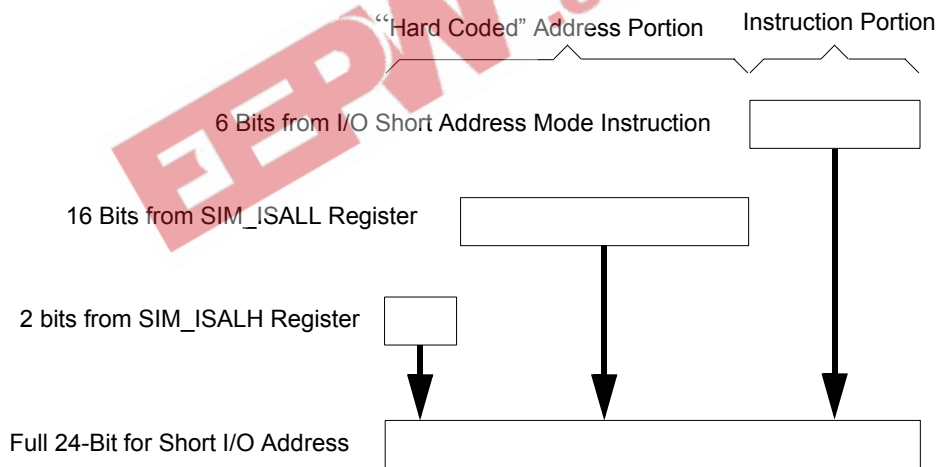 EEPW.
“Hard Coded” Address Portion
Instruction Portion
6 Bits from I/O Short Address Mode Instruction
16 Bits from SIM_ISALL Register
2 bits from SIM_ISALH Register
Full 24-Bit for Short I/O Address